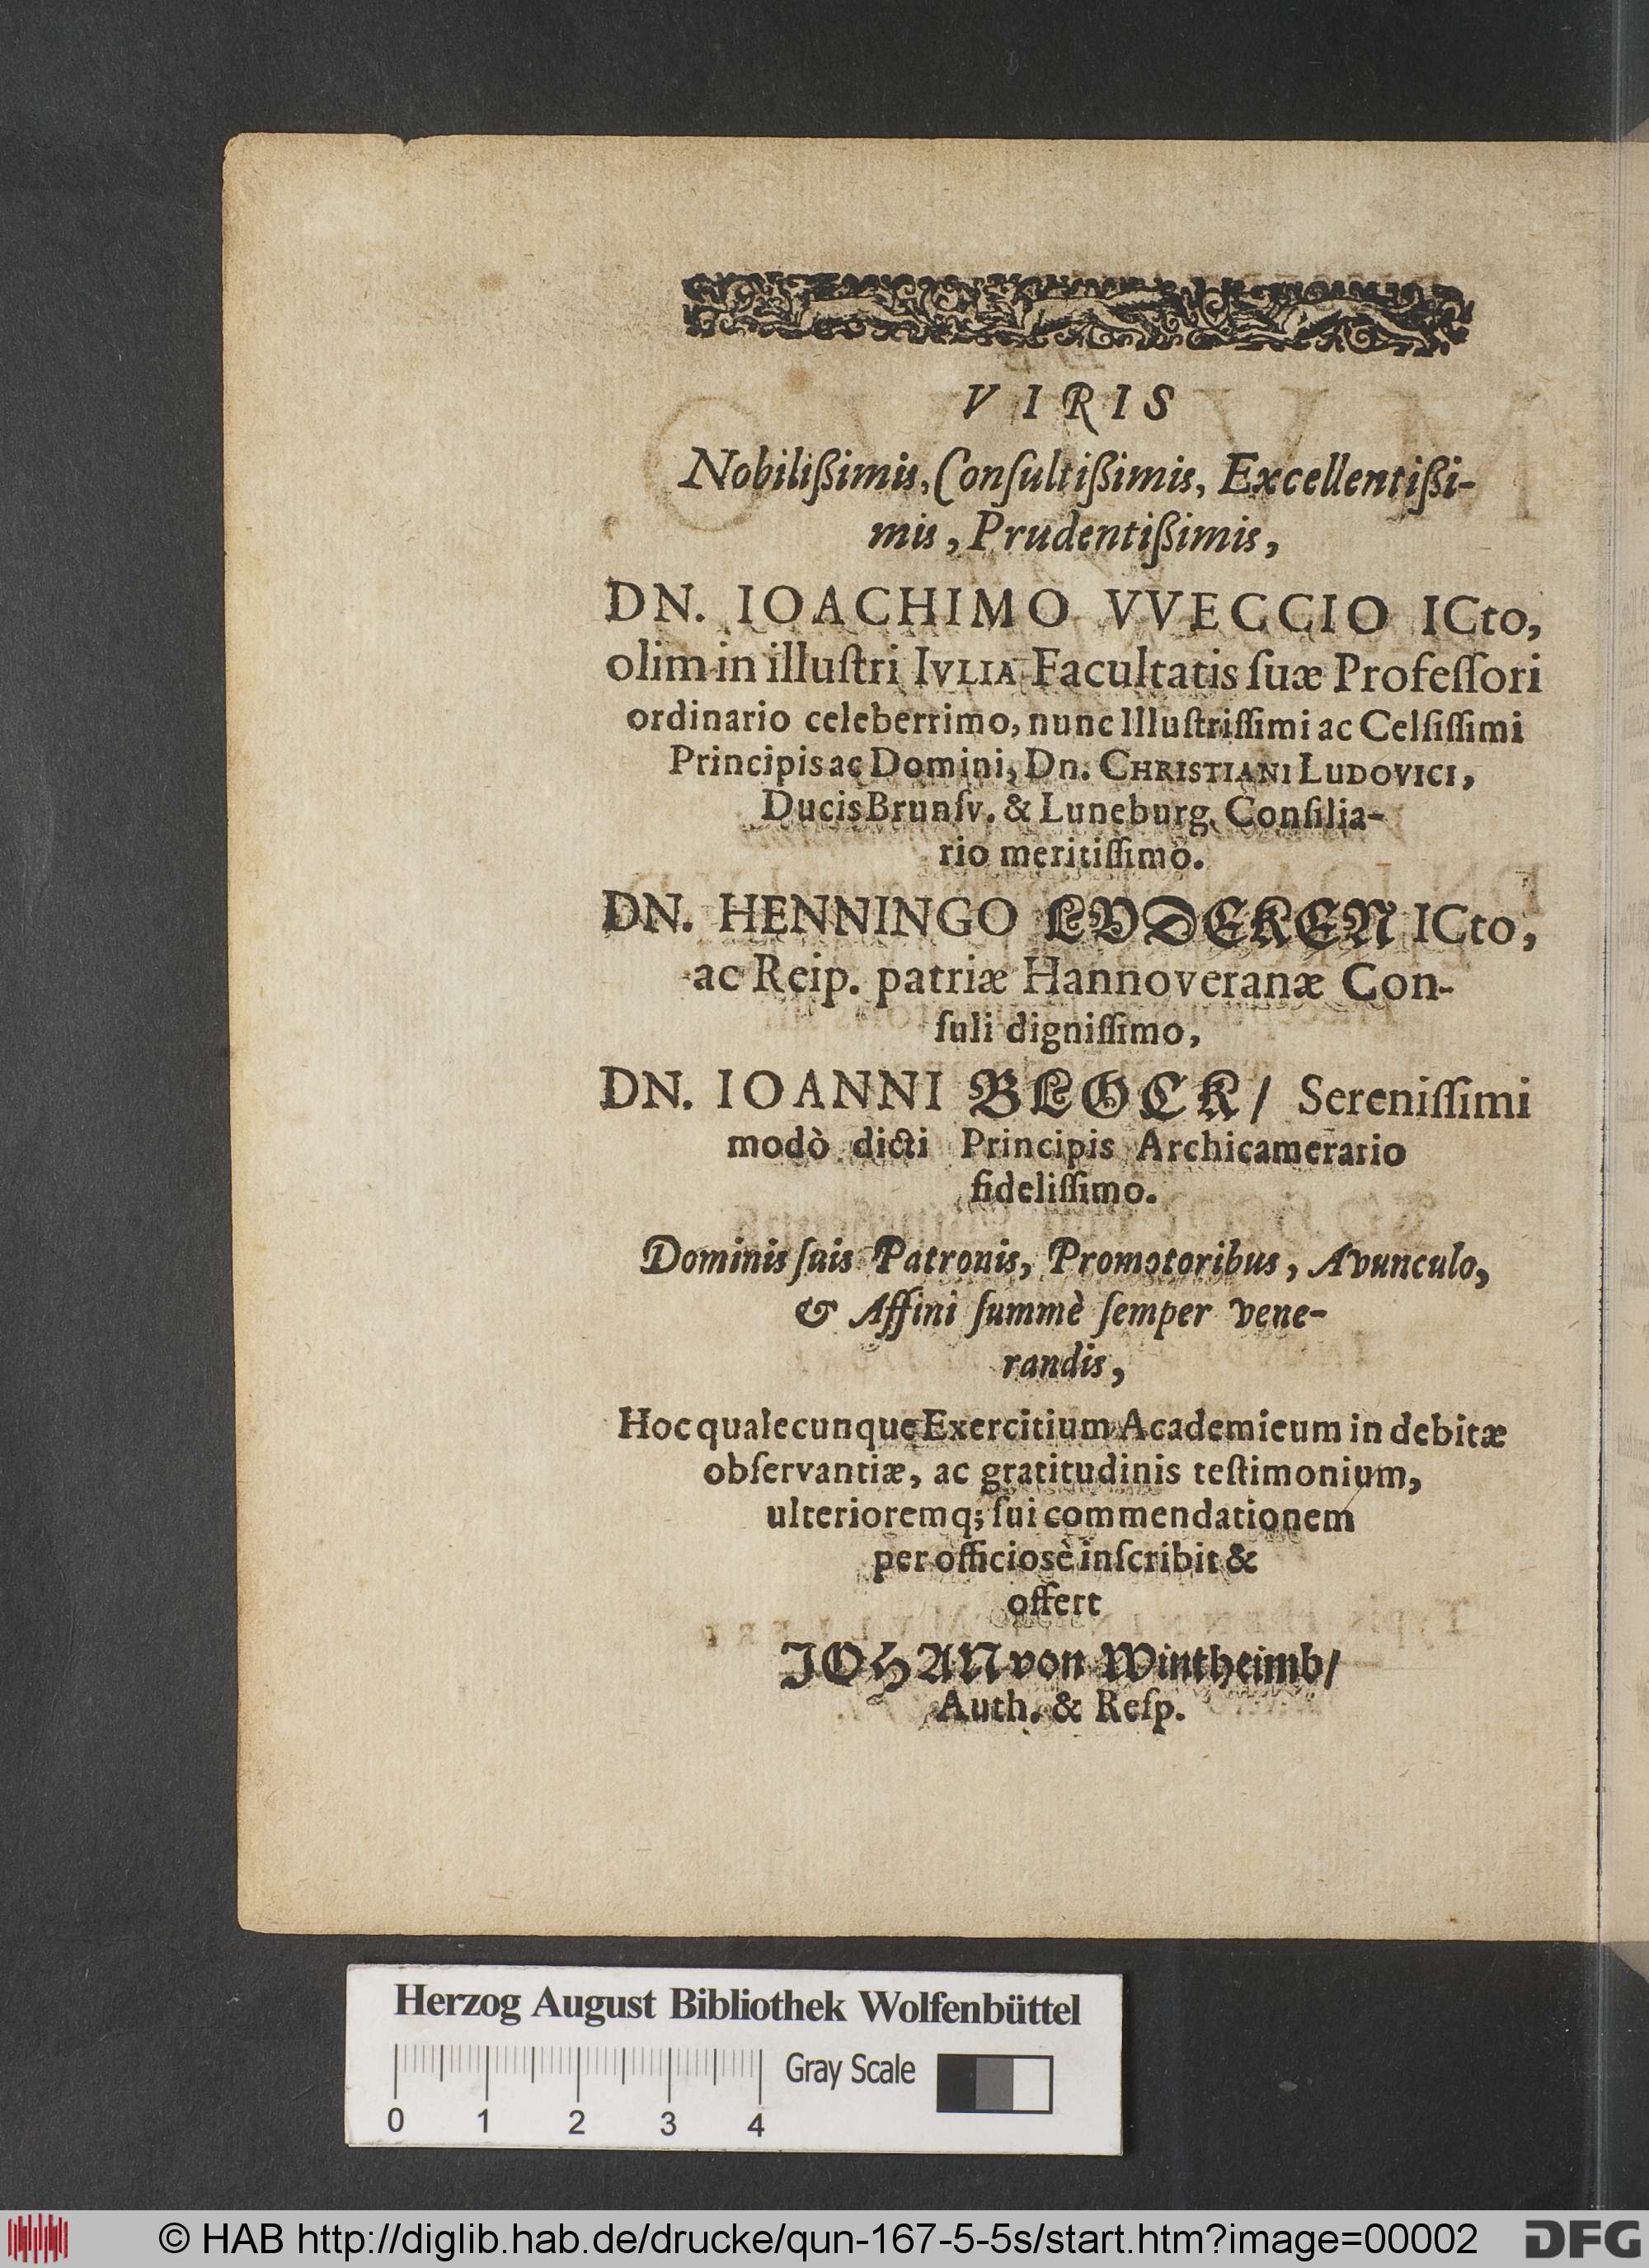 VIRIS
Nobilißimis, Conſultißimis, Excellentißi-
mis, Prudentißimis,
DN. IOACHIMO VVEGGIO ICto,
olim in illuſtri IVLIA Facultatis ſuæ Profeſſori
ordinario celeberrimo, nunc Illuſtriſſimi ac Celſiſſimi
Principis ac Domini, Dn. CHRISTIANI LUDOVICI,
Ducis Brunſv. & Luneburg. Conſilia-
rio meritiſſimo.
DN. HENNINGO LVDEKEN ICto,
ac Reip. patriæ Hannoveranæ Con-
ſuli digniſſimo,
DN. IOANNI BLOCK/ Sereniſſimi
modò dicti Principis Archicamerario
fideliſſimo.
Dominis ſuis Patronis, Promotoribus, Avunculo,
& Affini ſummè ſemper vene-
randis,
Hoc qualecunque Exercitium Academicum in debitæ
obſervantiæ, ac gratitudinis teſtimonium,
ulterioremq; ſui commendationem
perofficiosè inſcribit &
offert
JOHAN von Wintheimb/
Auth. & Reſp.
Herzog August Bibliothek Wolfenbüttel
Gray Scale
0 1 2 3 4
© HAB http://diglib.hab.de/drucke/qun-167-5-5s/start.htm?image=00002
DFG